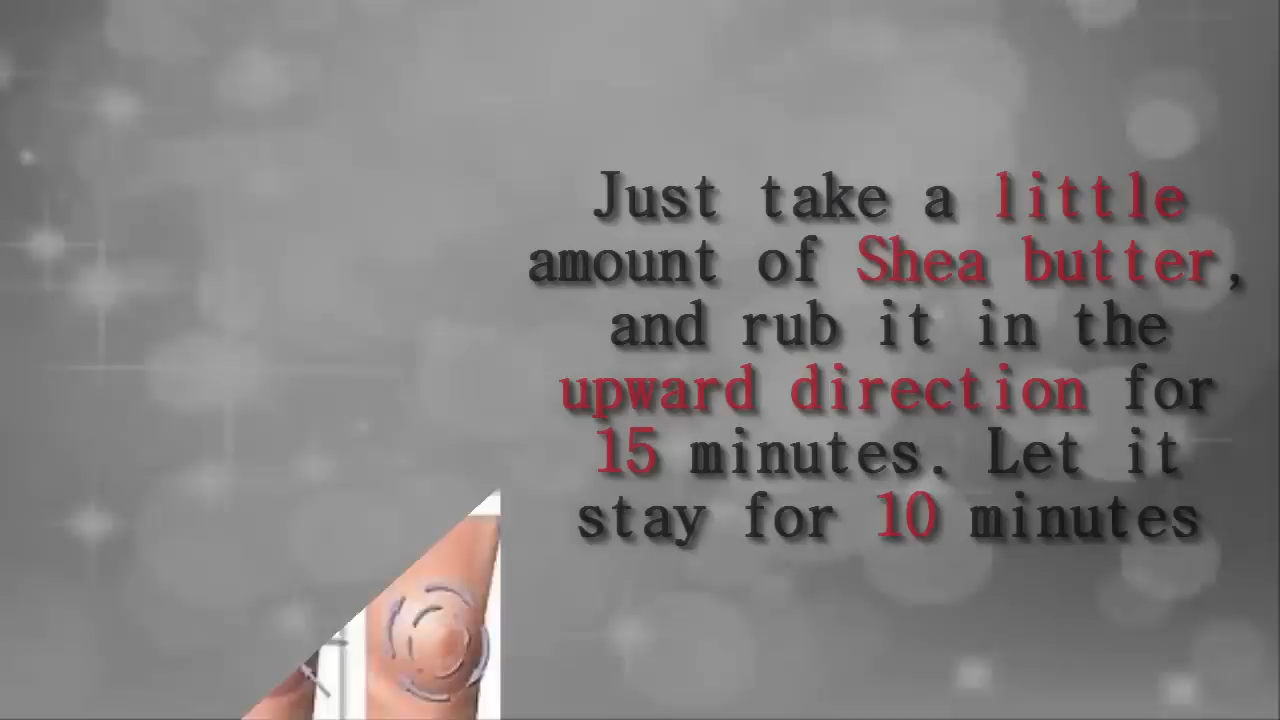 Just take a little
amount of Shea butter,
and rub it in the
upward direction for
15 minutes. Let it
stay for 10 minutes